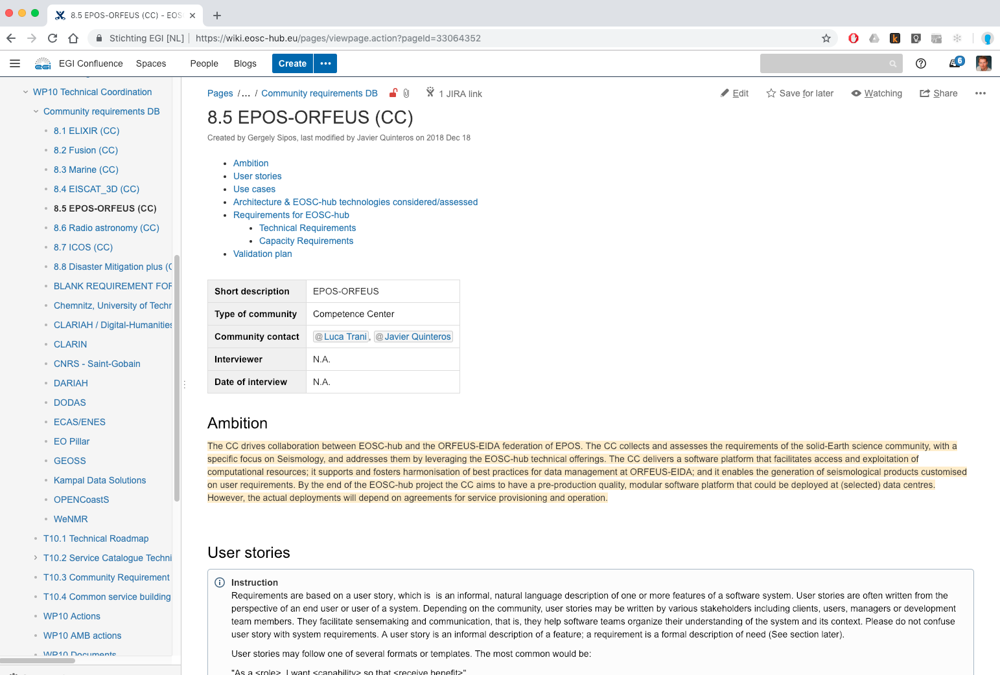 8.5 EPOS-ORFEUS (CC) - EOS
Stichting EGI [NL] https://wiki.eosc-hub.eu/pages/viewpage.action?pageId=33064352
EGI EGI Confluence Spaces People Blogs Create ••• 6
WP10 Technical Coordination
Community requirements DB
8.1 ELIXIR (CC)
8.2 Fusion (CC)
8.3 Marine (CC)
8.4 EISCAT_3D (CC)
8.5 EPOS-ORFEUS (CC)
8.6 Radio astronomy (CC)
8.7 ICOS (CC)
8.8 Disaster Mitigation plus (C
BLANK REQUIREMENT FOR
Chemnitz, University of Techn
CLARIAH / Digital-Humanities
CLARIN
CNRS - Saint-Gobain
DARIAH
DODAS
ECAS/ENES
EO Pillar
GEOSS
Kampal Data Solutions
OPENCoastS
WeNMR
T10.1 Technical Roadmap
T10.2 Service Catalogue Techni
T10.3 Community Requirement
T10.4 Common service building
WP10 Actions
WP10 AMB actions
WP10 Documents
Pages /… / Community requirements DB 1 JIRA link
Edit Save for later Watching Share •••
8.5 EPOS-ORFEUS (CC)
Created by Gergely Sipos, last modified by Javier Quinteros on 2018 Dec 18
• Ambition
• User stories
• Use cases
• Architecture & EOSC-hub technologies considered/assessed
• Requirements for EOSC-hub
• Technical Requirements
• Capacity Requirements
• Validation plan
Short description EPOS-ORFEUS
Type of community Competence Center
Community contact @Luca Trani, @Javier Quinteros
Interviewer N.A.
Date of interview N.A.
Ambition
The CC drives collaboration between EOSC-hub and the ORFEUS-EIDA federation of EPOS. The CC collects and assesses the requirements of the solid-Earth science community, with a
specific focus on Seismology, and addresses them by leveraging the EOSC-hub technical offerings. The CC delivers a software platform that facilitates access and exploitation of
computational resources; it supports and fosters harmonisation of best practices for data management at ORFEUS-EIDA; and it enables the generation of seismological products customised
on user requirements. By the end of the EOSC-hub project the CC aims to have a pre-production quality, modular software platform that could be deployed at (selected) data centres.
However, the actual deployments will depend on agreements for service provisioning and operation.
User stories
Instruction
Requirements are based on a user story, which is is an informal, natural language description of one or more features of a software system. User stories are often written from the
perspective of an end user or user of a system. Depending on the community, user stories may be written by various stakeholders including clients, users, managers or development
team members. They facilitate sensemaking and communication, that is, they help software teams organize their understanding of the system and its context. Please do not confuse
user story with system requirements. A user story is an informal description of a feature; a requirement is a formal description of need (See section later).
User stories may follow one of several formats or templates. The most common would be:
"As a <role>, I want <capability> so that <receive benefit>"